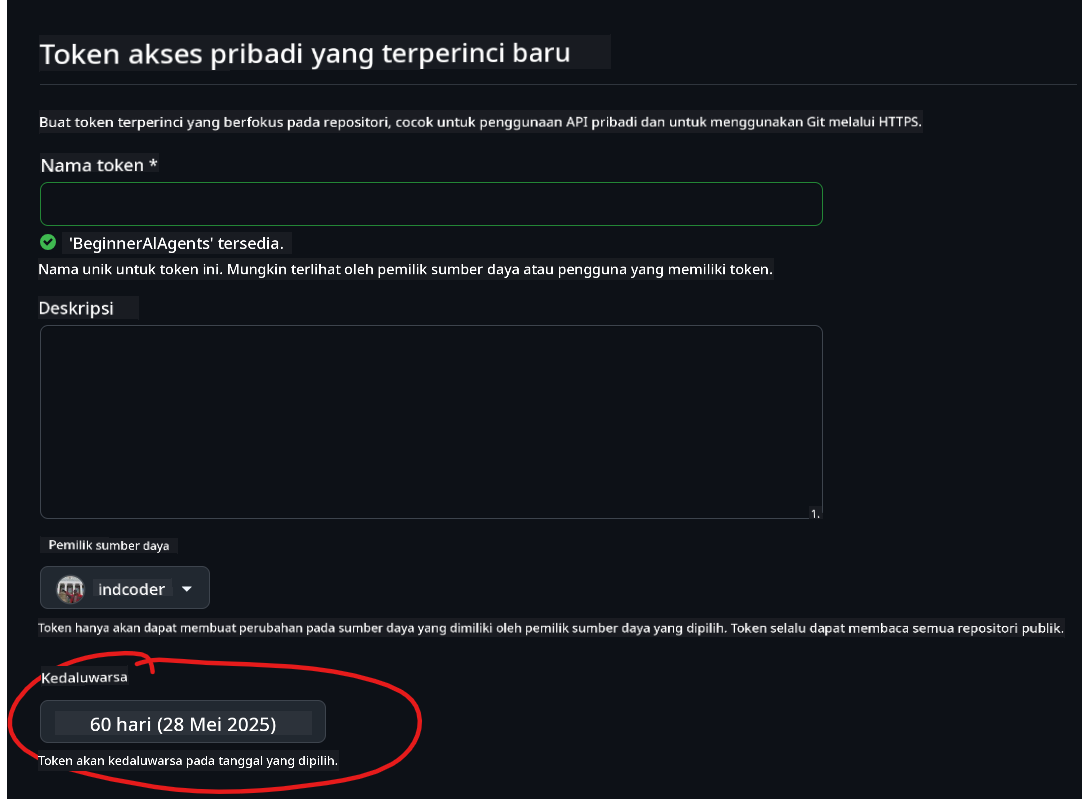 Token akses pribadi yang terperinci baru
Buat token terperinci yang berfokus pada repositori, cocok untuk penggunaan API pribadi dan untuk menggunakan Git melalui HTTPS.
Nama token *
'BeginnerAIAgents' tersedia.
Nama unik untuk token ini. Mungkin terlihat oleh pemilik sumber daya atau pengguna yang memiliki token.
Deskripsi
1.
Pemilik sumber daya
indcoder
Token hanya akan dapat membuat perubahan pada sumber daya yang dimiliki oleh pemilik sumber daya yang dipilih. Token selalu dapat membaca semua repositori publik.
Kedaluwarsa
60 hari (28 Mei 2025)
Token akan kedaluwarsa pada tanggal yang dipilih.